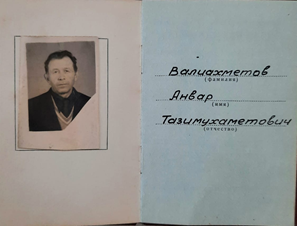 Валиахметов
(фамилия)
Анвар
(имя)
Тазимухаметович
(отчество)